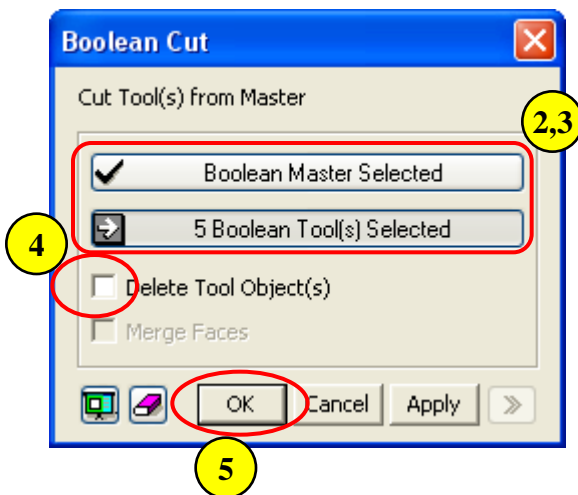 Boolean Cut
Cut Tool(s) from Master
2,3
Boolean Master Selected
5 Boolean Tool(s) Selected
4
Delete Tool Object(s)
Merge Faces
OK Cancel Apply
5